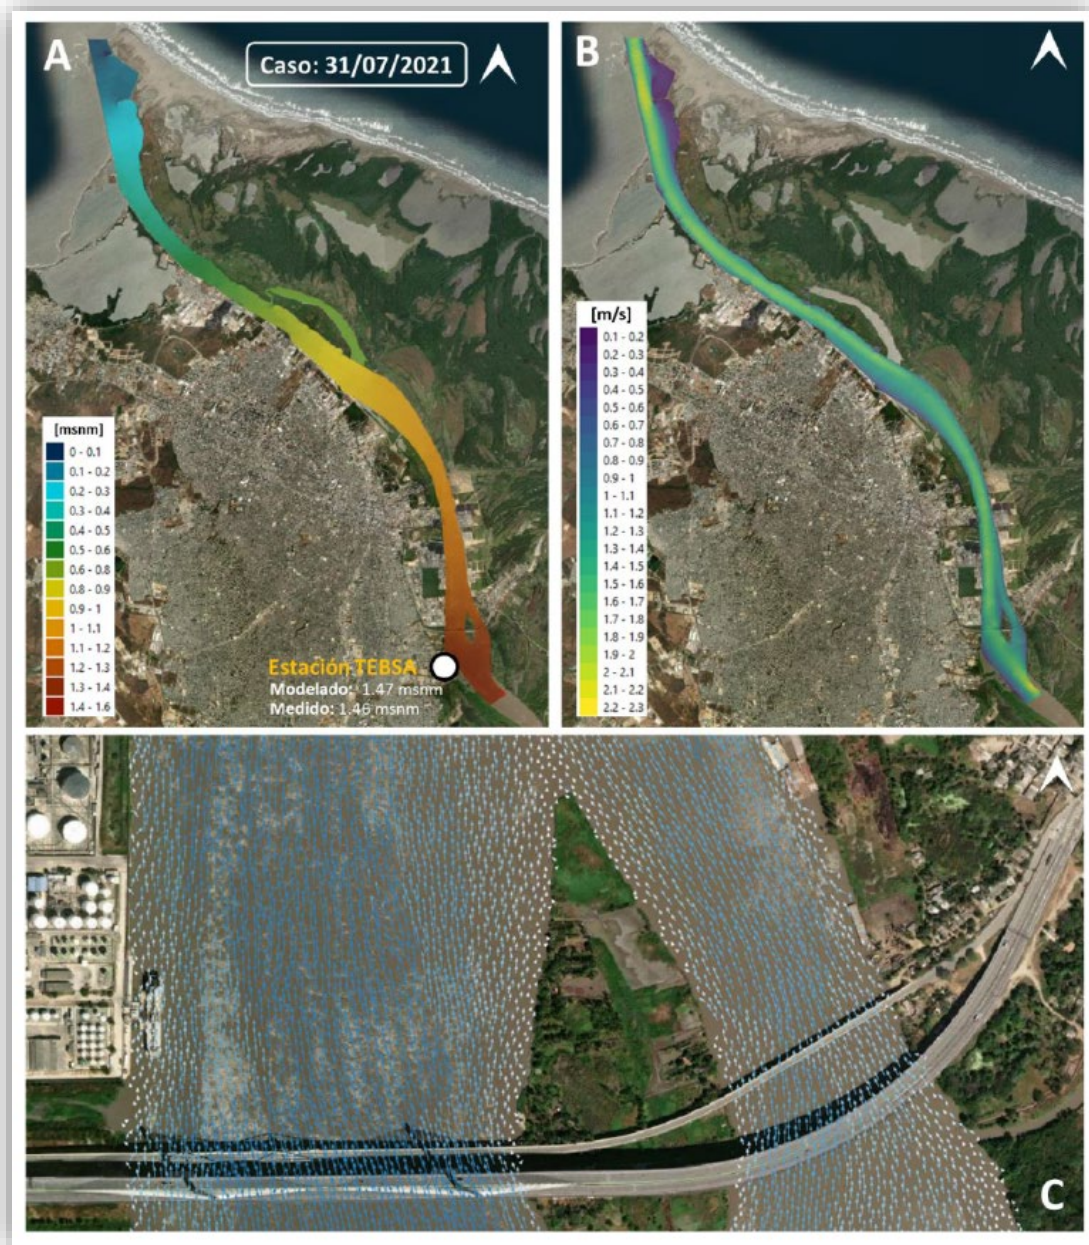 A
Caso: 31/07/2021
[msnm]
0 - 0.1
0.1 - 0.2
0.2 - 0.3
0.3 - 0.4
0.4 - 0.5
0.5 - 0.6
0.6 - 0.8
0.8 - 0.9
0.9 - 1
1 - 1.1
1.1 - 1.2
1.2 - 1.3
1.3 - 1.4
1.4 - 1.6
Estación TEBSA
Modelado: 1.47 msnm
Medido: 1.46 msnm
B
[m/s]
0.1 - 0.2
0.2 - 0.3
0.3 - 0.4
0.4 - 0.5
0.5 - 0.6
0.6 - 0.7
0.7 - 0.8
0.8 - 0.9
0.9 - 1
1 - 1.1
1.1 - 1.2
1.2 - 1.3
1.3 - 1.4
1.4 - 1.5
1.5 - 1.6
1.6 - 1.7
1.7 - 1.8
1.8 - 1.9
1.9 - 2
2 - 2.1
2.1 - 2.2
2.2 - 2.3
C